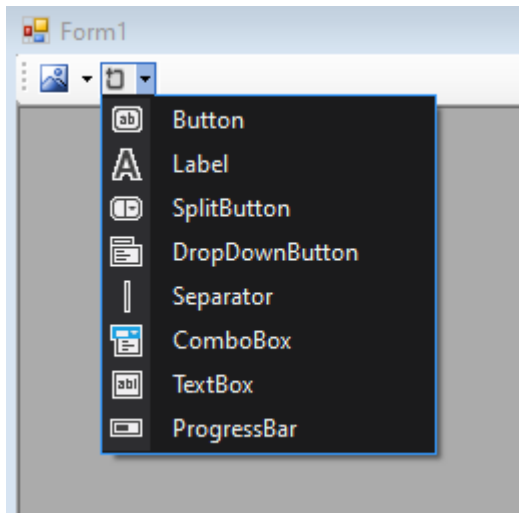 Form1
Button
Label
SplitButton
DropDownButton
Separator
ComboBox
TextBox
ProgressBar